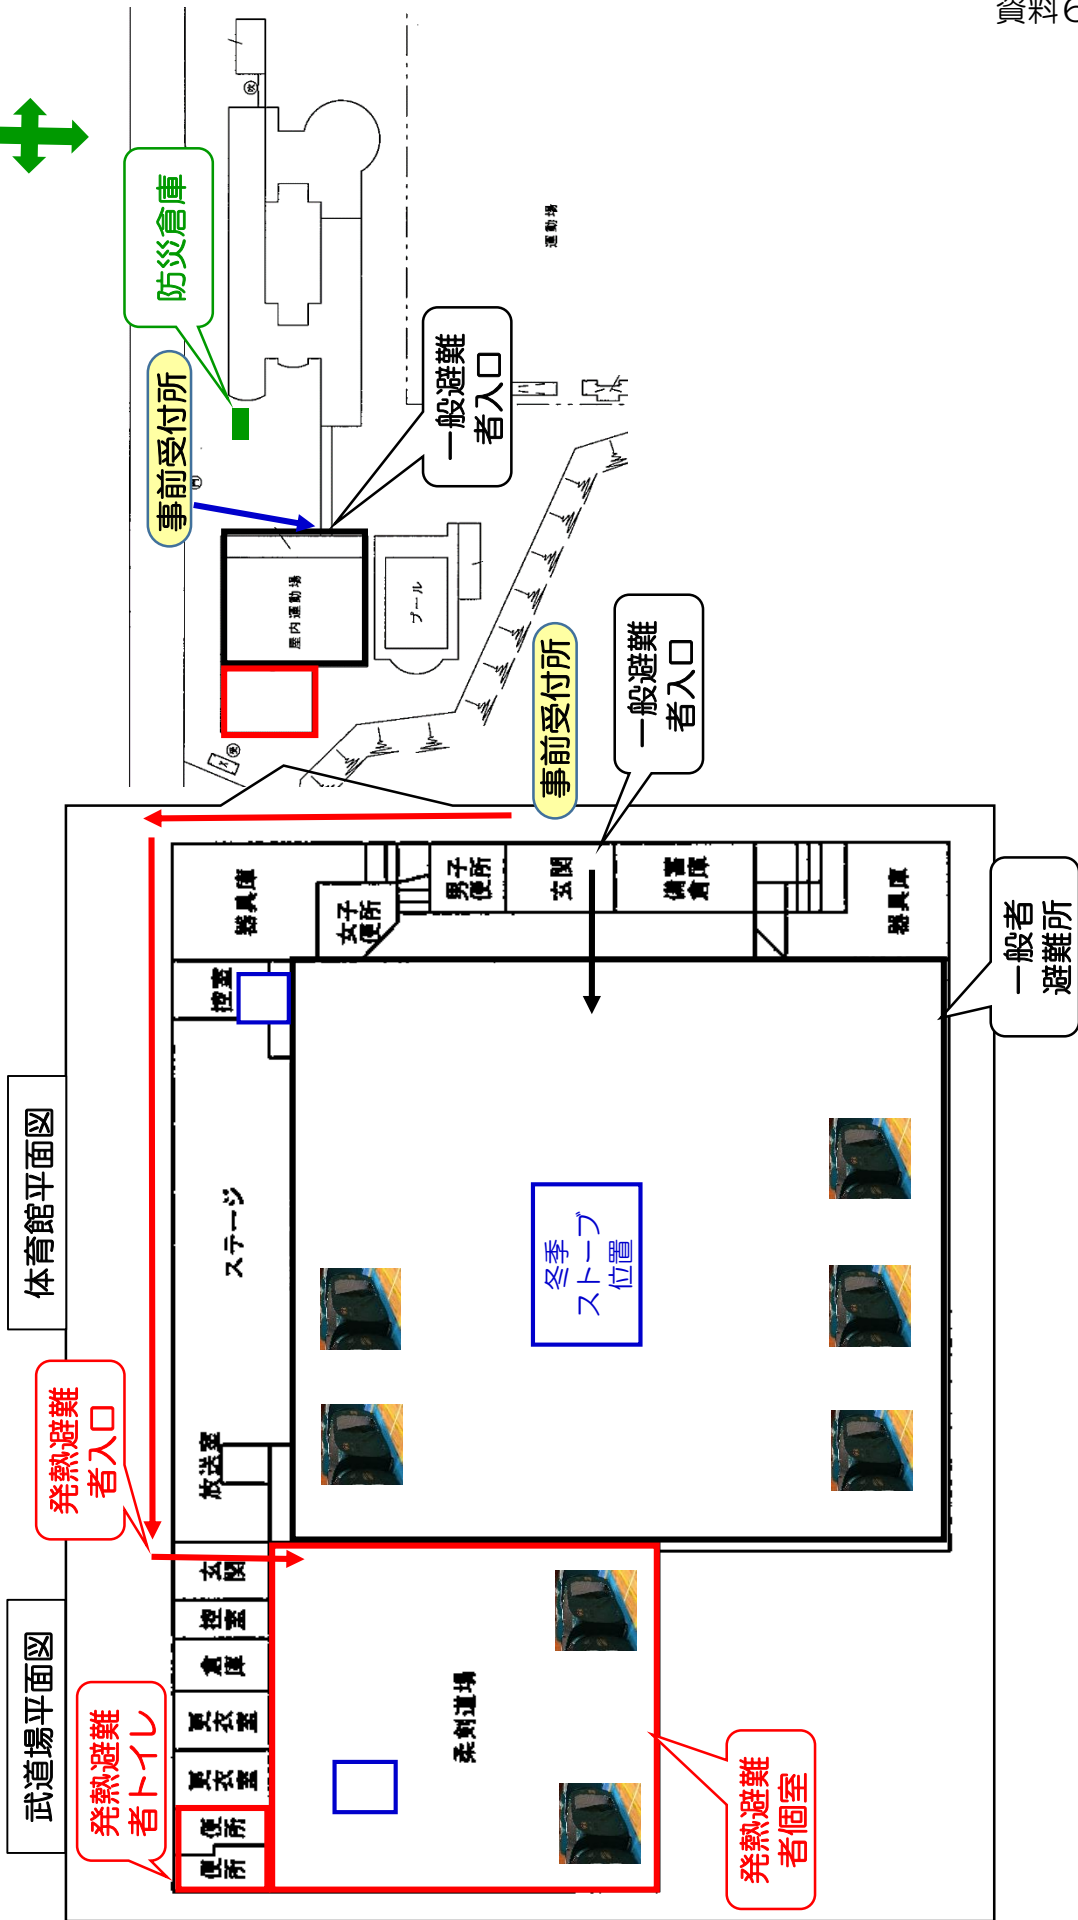 資料6
防災倉庫
事前受付所
一般避難
者入口
運動場
屋内運動場
プール
体育館平面図
武道場平面図
事前受付所
一般避難
者入口
器具庫
女子
便所
男子
便所
玄関
備蓄
倉庫
器具庫
控室
ステージ
放送室
一般者
避難所
冬季
ストーブ
位置
発熱避難
者入口
玄関
控室
倉庫
更衣室
更衣室
便所
便所
発熱避難
者トイレ
柔剣道場
発熱避難
者個室